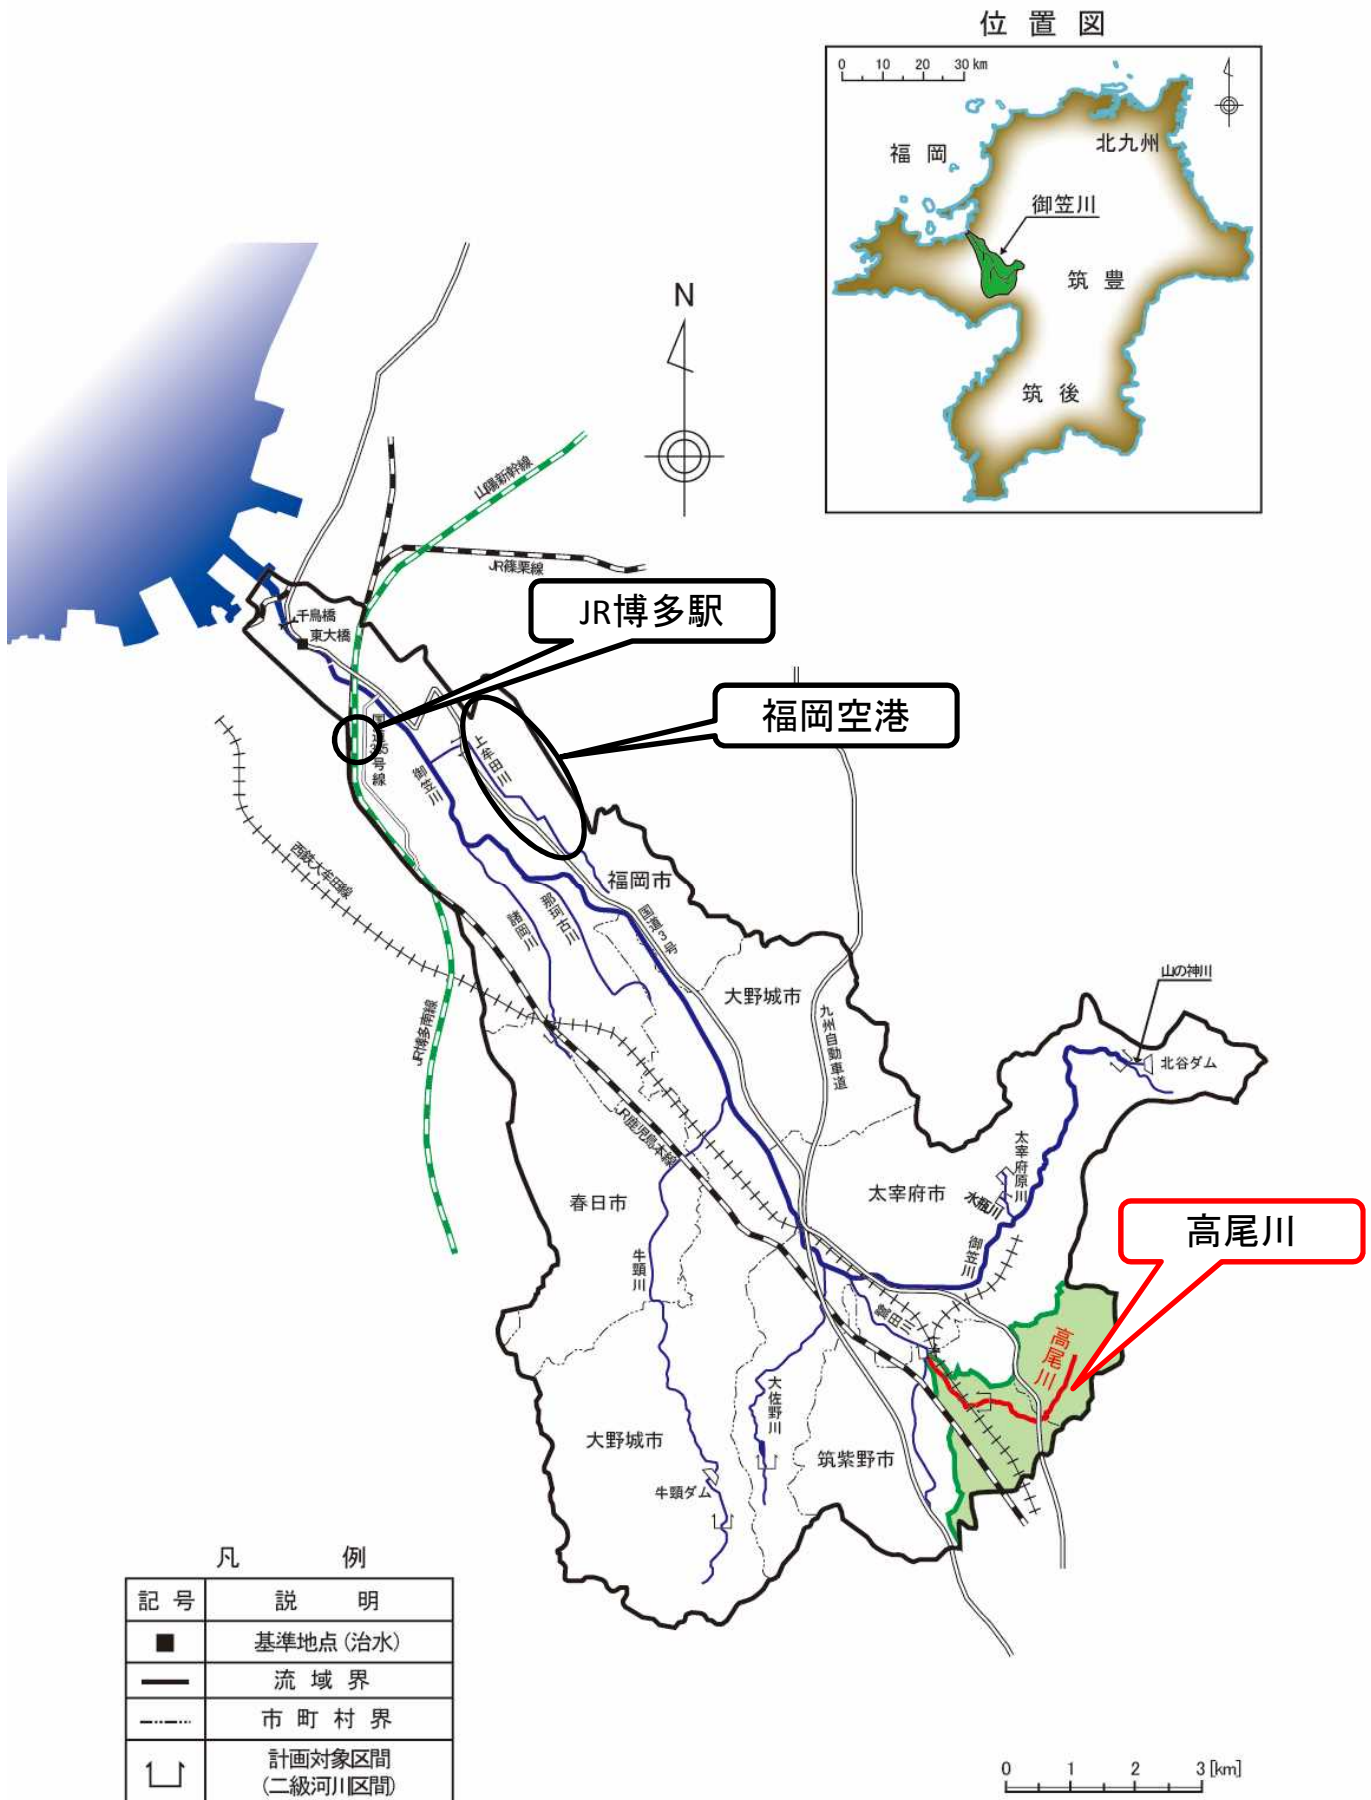 位置図
0 10 20 30 km
北九州
福岡
御笠川
筑豊
筑後
N
山陽新幹線
JR篠栗線
JR博多駅
千鳥橋
東大橋
福岡空港
上牟田川
御笠川
西鉄大牟田線
福岡市
諸岡川
那珂古川
国道3号
大野城市
山の神川
九州自動車道
JR博多南線
北谷ダム
JR鹿児島本線
太宰府原川
太宰府市
水瓶川
春日市
高尾川
御笠川
牛頸川
鷺田川
高尾川
大佐野川
大野城市
筑紫野市
牛頸ダム
凡例
記号 説明
基準地点(治水)
流域界
市町村界
計画対象区間
(二級河川区間)
0 1 2 3 [km]